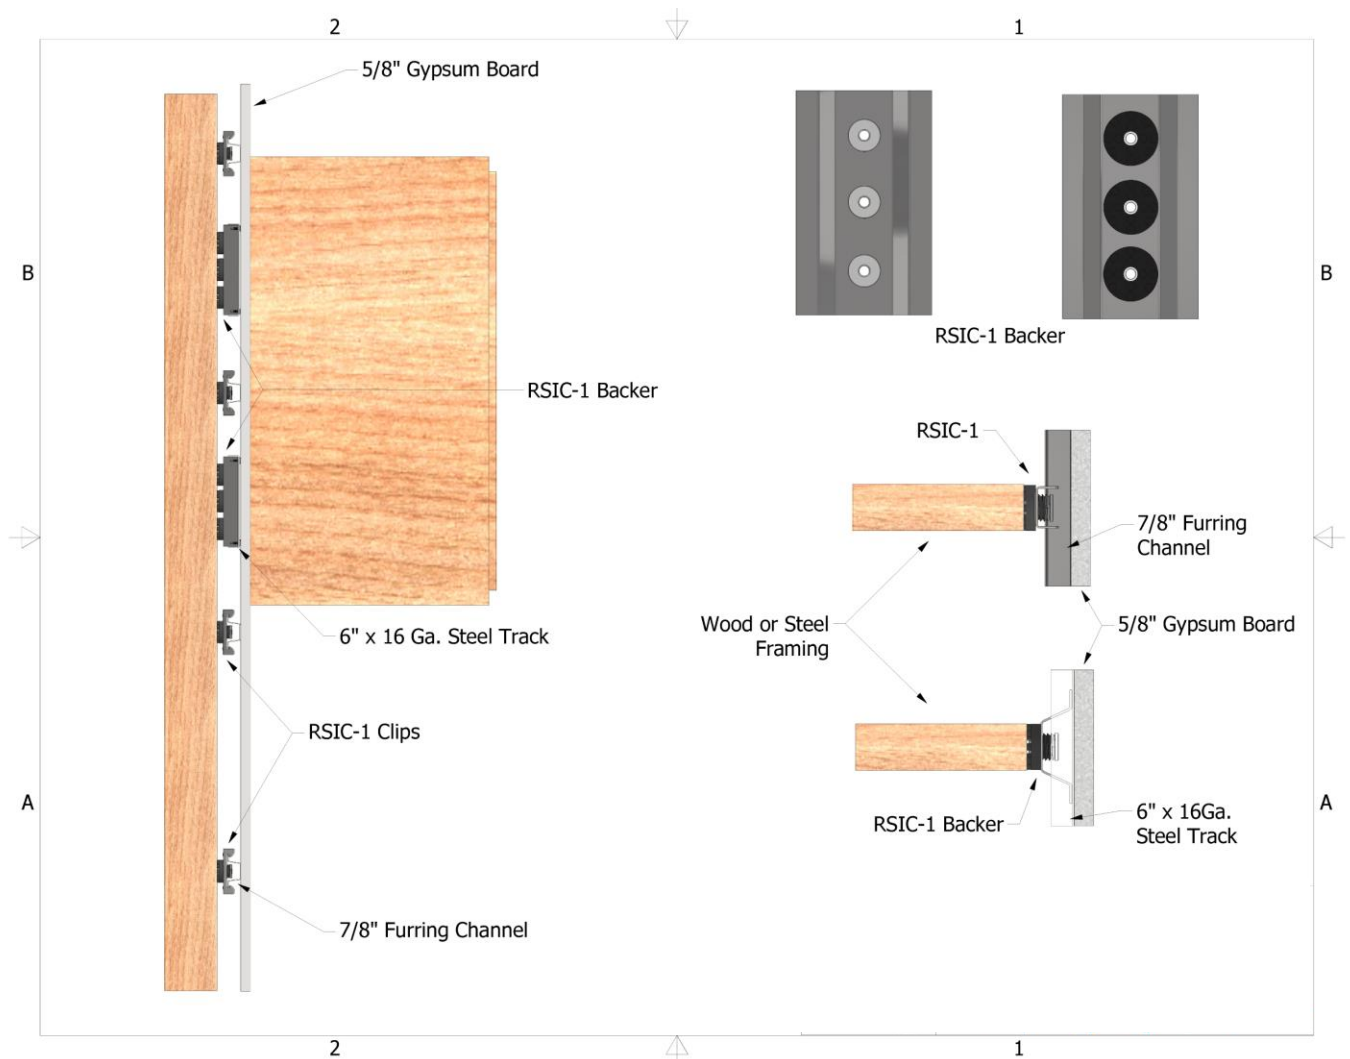 2
1
5/8" Gypsum Board
B
B
RSIC-1 Backer
RSIC-1 Backer
RSIC-1
7/8" Furring
Channel
Wood or Steel
Framing
5/8" Gypsum Board
6" x 16 Ga. Steel Track
RSIC-1 Clips
A
A
RSIC-1 Backer
6" x 16Ga.
Steel Track
7/8" Furring Channel
2
1